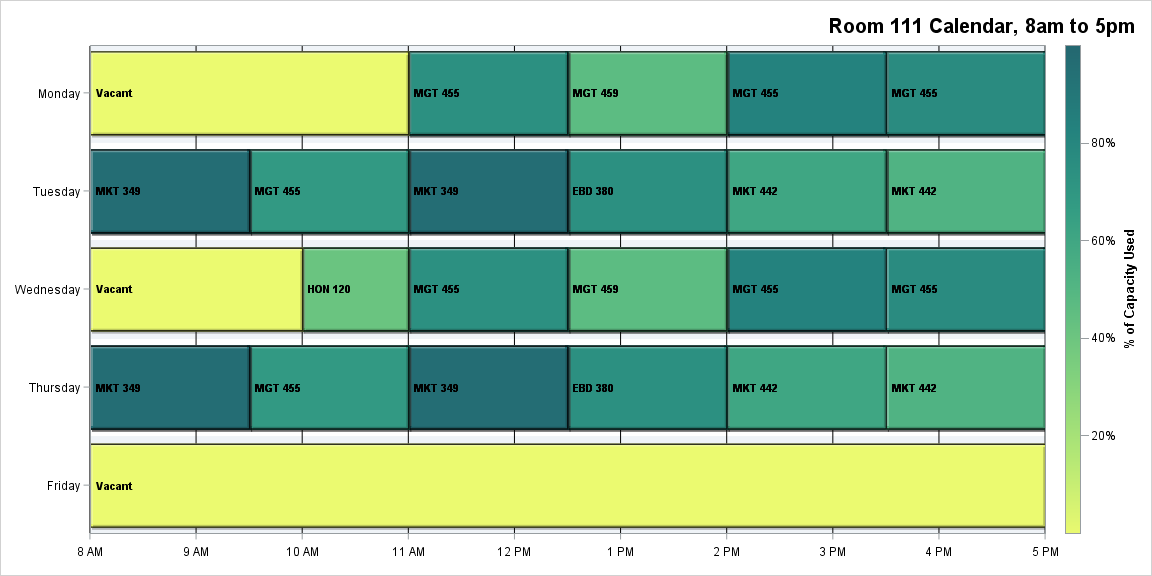 Room 111 Calendar, 8am to 5pm
Monday
Vacant
MGT 455
MGT 459
MGT 455
MGT 455
Tuesday
MKT 349
MGT 455
MKT 349
EBD 380
MKT 442
MKT 442
Wednesday
Vacant
HON 120
MGT 455
MGT 459
MGT 455
MGT 455
Thursday
MKT 349
MGT 455
MKT 349
EBD 380
MKT 442
MKT 442
Friday
Vacant
8 AM
9 AM
10 AM
11 AM
12 PM
1 PM
2 PM
3 PM
4 PM
5 PM
80%
60%
40%
20%
% of Capacity Used